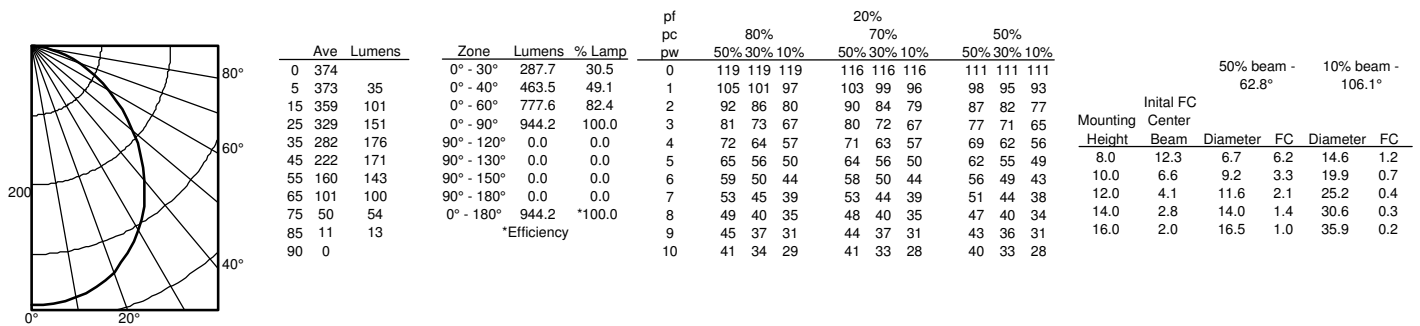 80°
60°
200
40°
0° 20°
Ave Lumens
0 374
5 373 35
15 359 101
25 329 151
35 282 176
45 222 171
55 160 143
65 101 100
75 50 54
85 11 13
90 0
Zone Lumens % Lamp
0° - 30° 287.7 30.5
0° - 40° 463.5 49.1
0° - 60° 777.6 82.4
0° - 90° 944.2 100.0
90° - 120° 0.0 0.0
90° - 130° 0.0 0.0
90° - 150° 0.0 0.0
90° - 180° 0.0 0.0
0° - 180° 944.2 *100.0
*Efficiency
pf 20%
pc 80% 70% 50%
pw 50% 30% 10% 50% 30% 10% 50% 30% 10%
0 119 119 119 116 116 116 111 111 111
1 105 101 97 103 99 96 98 95 93
2 92 86 80 90 84 79 87 82 77
3 81 73 67 80 72 67 77 71 65
4 72 64 57 71 63 57 69 62 56
5 65 56 50 64 56 50 62 55 49
6 59 50 44 58 50 44 56 49 43
7 53 45 39 53 44 39 51 44 38
8 49 40 35 48 40 35 47 40 34
9 45 37 31 44 37 31 43 36 31
10 41 34 29 41 33 28 40 33 28
50% beam - 10% beam -
62.8° 106.1°
Inital FC
Mounting Center
Height Beam Diameter FC Diameter FC
8.0 12.3 6.7 6.2 14.6 1.2
10.0 6.6 9.2 3.3 19.9 0.7
12.0 4.1 11.6 2.1 25.2 0.4
14.0 2.8 14.0 1.4 30.6 0.3
16.0 2.0 16.5 1.0 35.9 0.2